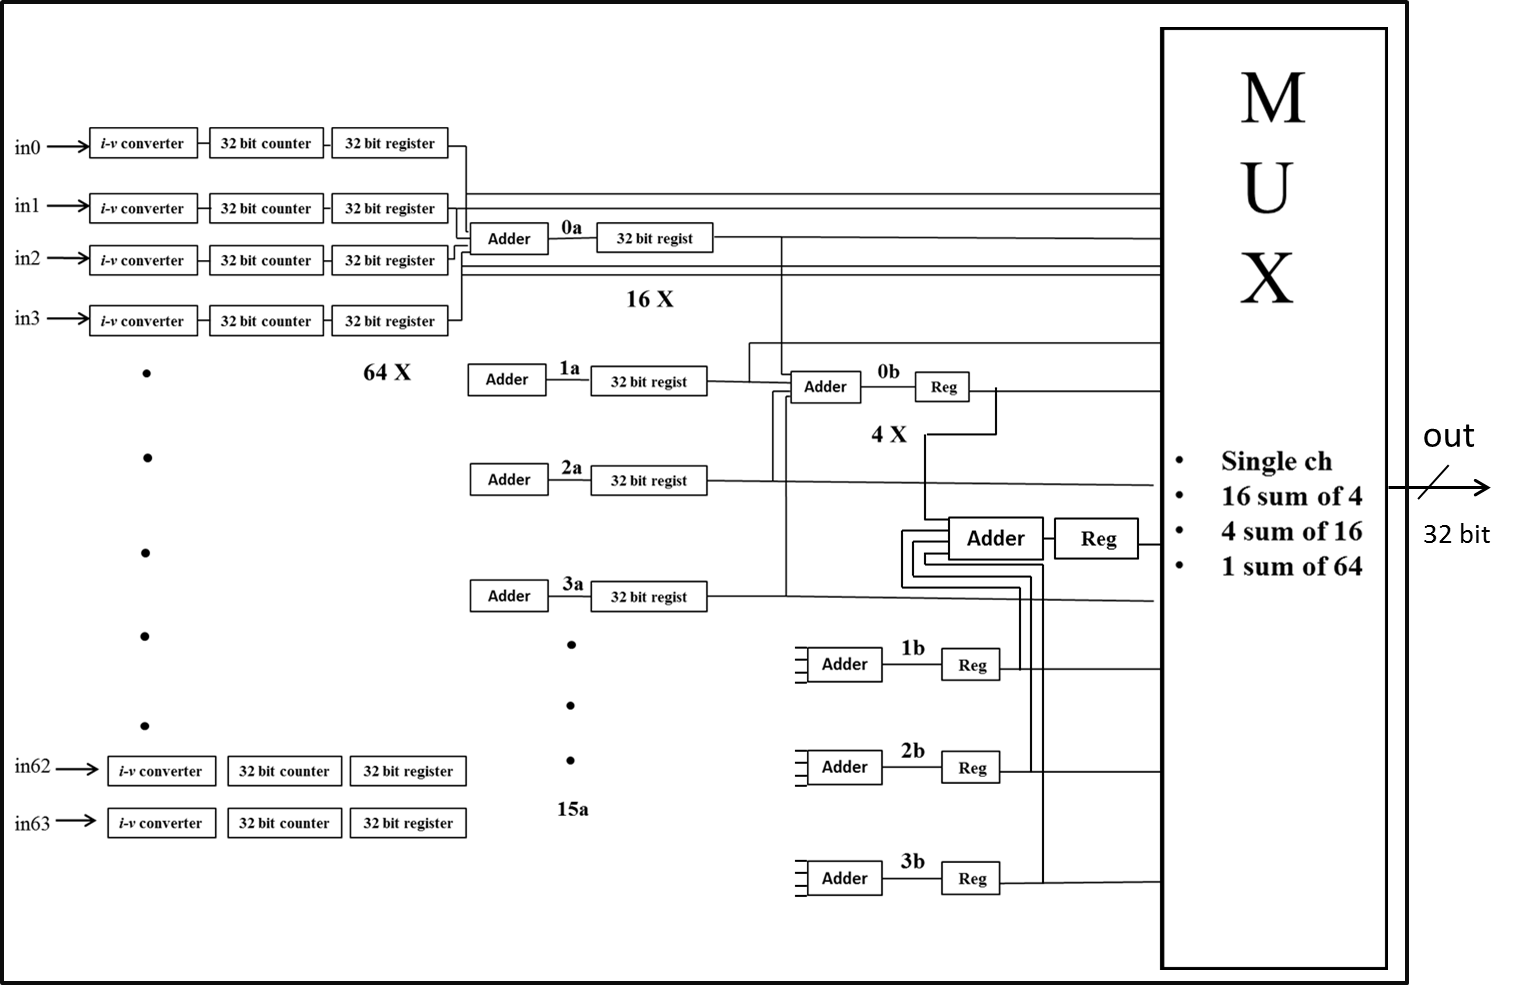 M
U
X
in0
i-v converter
32 bit counter
32 bit register
in1
i-v converter
32 bit counter
32 bit register
Adder
0a
32 bit regist
in2
i-v converter
32 bit counter
32 bit register
16 X
in3
i-v converter
32 bit counter
32 bit register
64 X
Adder
1a
32 bit regist
Adder
0b
Reg
4 X
Adder
2a
32 bit regist
• Single ch
• 16 sum of 4
• 4 sum of 16
• 1 sum of 64
out
32 bit
Adder
Reg
Adder
3a
32 bit regist
Adder
1b
Reg
Adder
2b
Reg
in62
i-v converter
32 bit counter
32 bit register
15a
in63
i-v converter
32 bit counter
32 bit register
Adder
3b
Reg